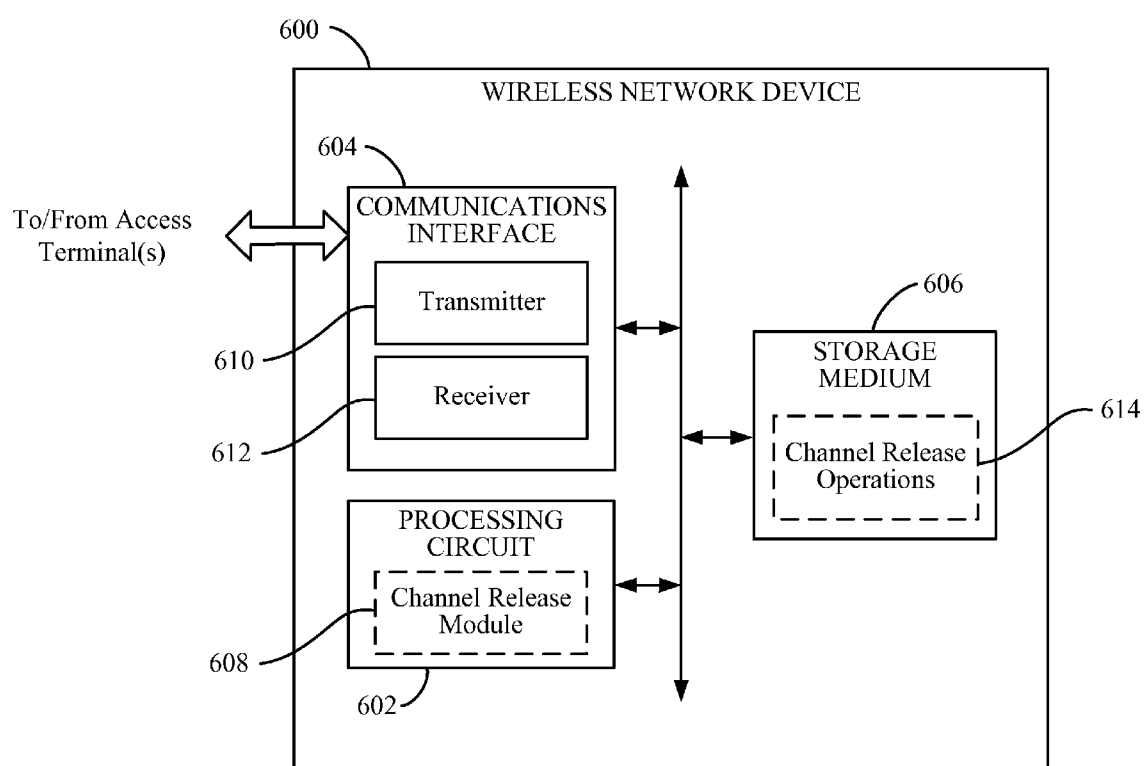 600
WIRELESS NETWORK DEVICE
604
COMMUNICATIONS
INTERFACE
To/From Access
Terminal(s)
Transmitter
610
Receiver
612
606
STORAGE
MEDIUM
614
Channel Release
Operations
PROCESSING
CIRCUIT
Channel Release
Module
608
602